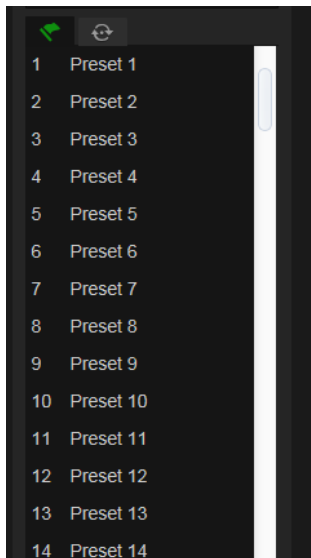 1 Preset 1
2 Preset 2
3 Preset 3
4 Preset 4
5 Preset 5
6 Preset 6
7 Preset 7
8 Preset 8
9 Preset 9
10 Preset 10
11 Preset 11
12 Preset 12
13 Preset 13
14 Preset 14